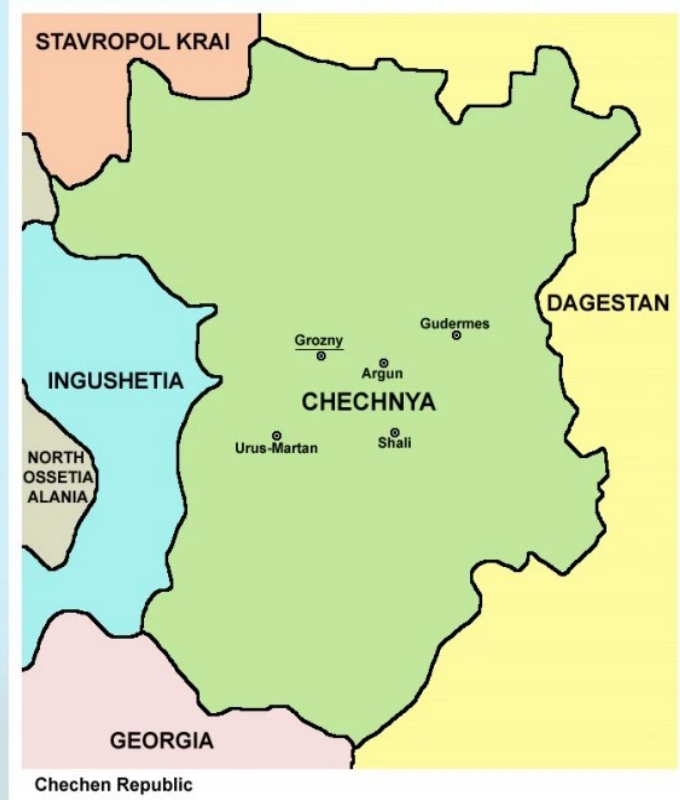 STAVROPOL KRAI
DAGESTAN
Gudermes
Grozny
Argun
INGUSHETIA
CHECHNYA
Urus-Martan
Shali
NORTH
OSSETIA
ALANIA
GEORGIA
Chechen Republic